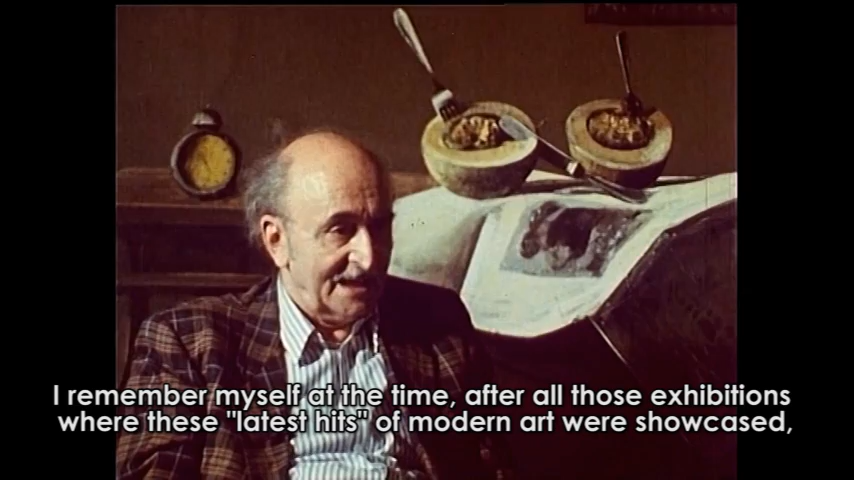 I remember myself at the time, after all those exhibitions
where these "latest hits" of modern art were showcased,